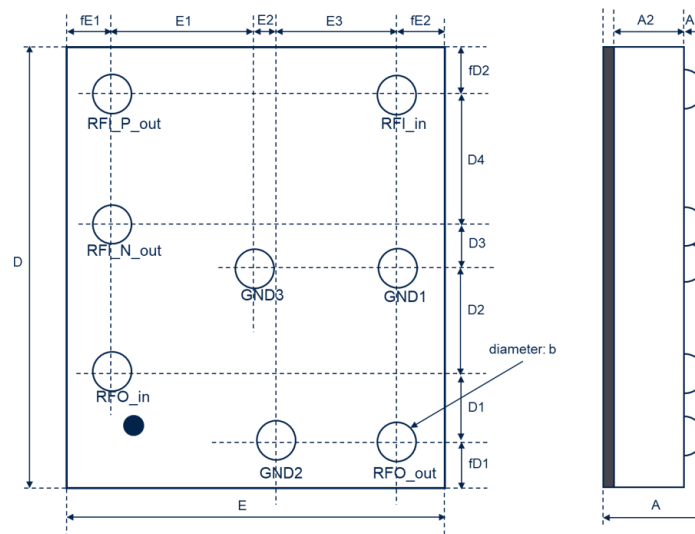 fE1
E1
E2
E3
fE2
A2
A
fD2
RFI_P_out
RFI_in
D4
RFI_N_out
D3
D
GND3
GND1
D2
diameter: b
RFO_in
D1
GND2
RFO_out
fD1
E
A